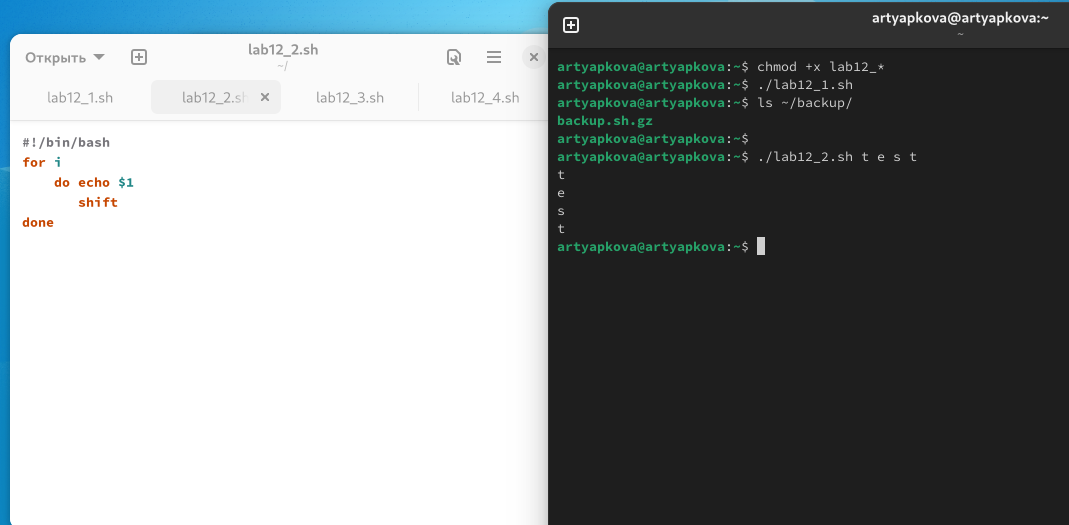 Открыть
lab12_2.sh
~/
lab12_1.sh
lab12_2.sh
lab12_3.sh
lab12_4.sh
#!/bin/bash
for i
    do echo $1
       shift
done
artyapkova@artyapkova:~
~
artyapkova@artyapkova:~$ chmod +x lab12_*
artyapkova@artyapkova:~$ ./lab12_1.sh
artyapkova@artyapkova:~$ ls ~/backup/
backup.sh.gz
artyapkova@artyapkova:~$
artyapkova@artyapkova:~$ ./lab12_2.sh t e s t
t
e
s
t
artyapkova@artyapkova:~$